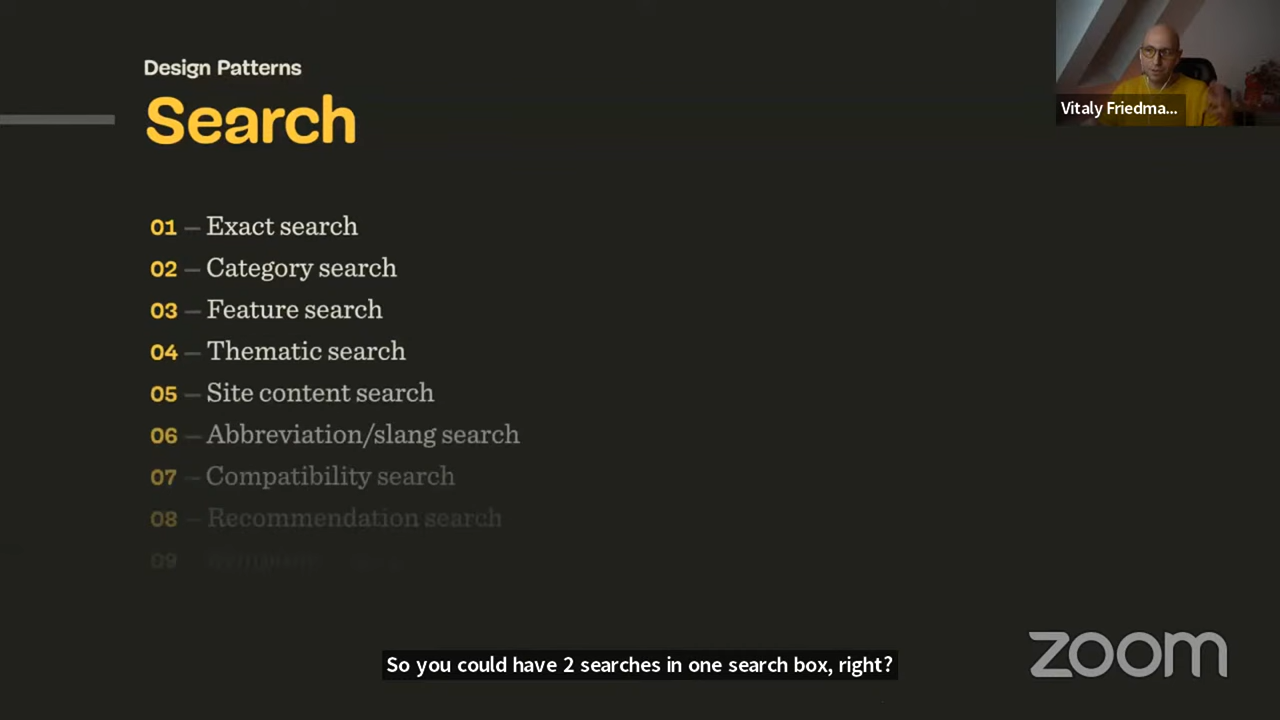 Design Patterns
Search
01 — Exact search
02 — Category search
03 — Feature search
04 — Thematic search
05 — Site content search
06 — Abbreviation/slang search
07 — Compatibility search
08 — Recommendation search
09
Vitaly Friedma...
So you could have 2 searches in one search box, right?
zoom